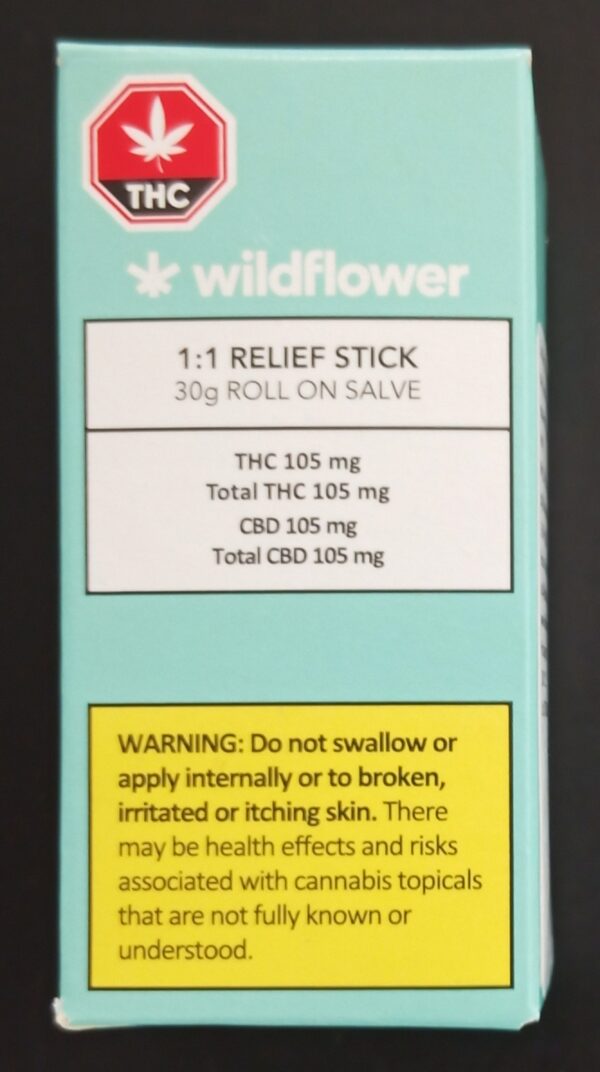 THC
wildflower
1:1 RELIEF STICK
30g ROLL ON SALVE
THC 105 mg
Total THC 105 mg
CBD 105 mg
Total CBD 105 mg
WARNING: Do not swallow or
apply internally or to broken,
irritated or itching skin. There
may be health effects and risks
associated with cannabis topicals
that are not fully known or
understood.